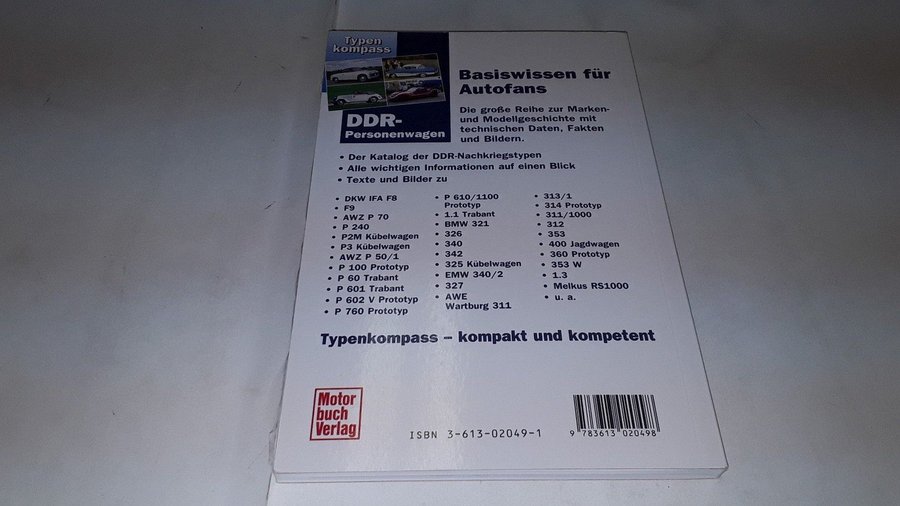 Typen
kompass
DDR-
Personenwagen
Basiswissen für
Autofans
Die große Reihe zur Marken-
und Modellgeschichte mit
technischen Daten, Fakten
und Bildern.
• Der Katalog der DDR-Nachkriegstypen
• Alle wichtigen Informationen auf einen Blick
• Texte und Bilder zu
• DKW IFA F8
• F9
• AWZ P 70
• P 240
• P2M Kübelwagen
• P3 Kübelwagen
• AWZ P 50/1
• P 100 Prototyp
• P 60 Trabant
• P 601 Trabant
• P 602 V Prototyp
• P 760 Prototyp
• P 610/1100
Prototyp
• 1.1 Trabant
• BMW 321
• 326
• 340
• 342
• 325 Kübelwagen
• EMW 340/2
• 327
• AWE
Wartburg 311
• 313/1
• 314 Prototyp
• 311/1000
• 312
• 353
• 400 Jagdwagen
• 360 Prototyp
• 353 W
• 1.3
• Melkus RS1000
• u. a.
Typenkompass – kompakt und kompetent
Motor
buch
Verlag
ISBN 3-613-02049-1
9 783613 020498